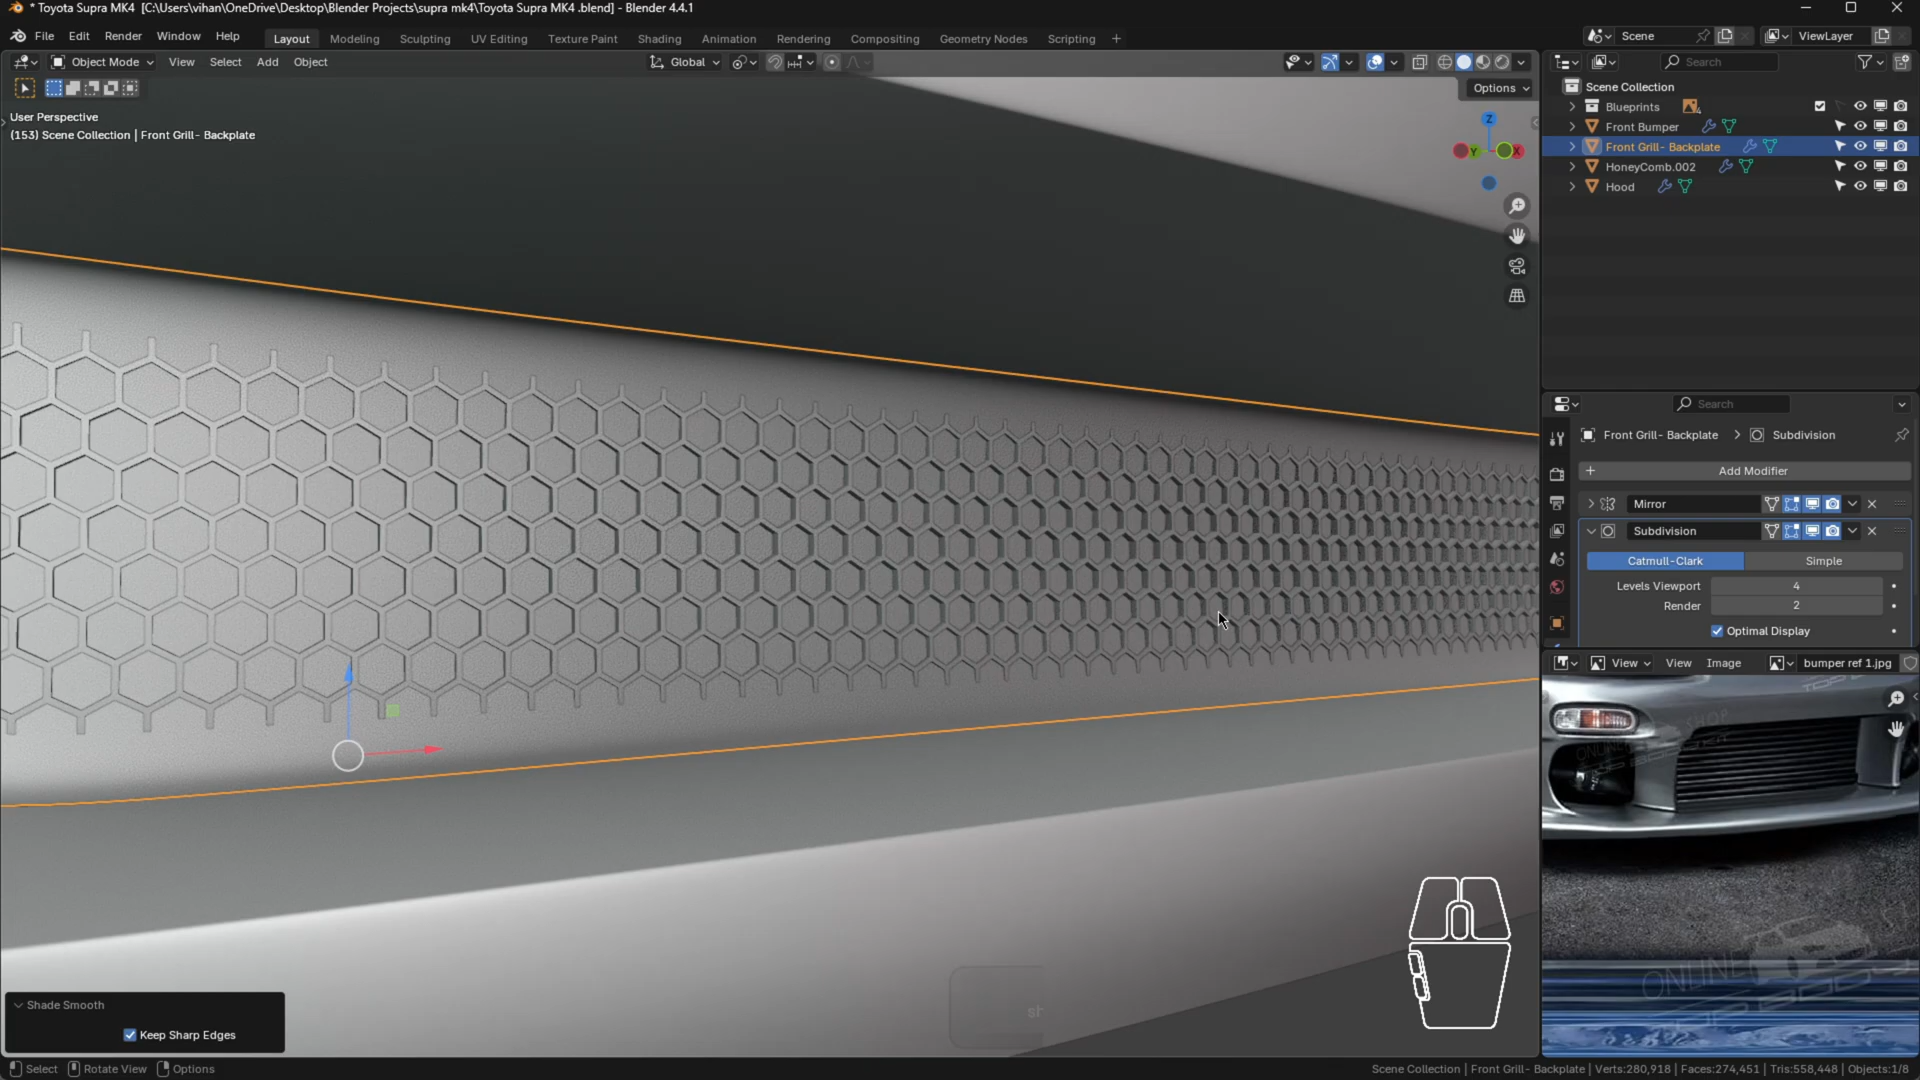 * Toyota Supra MK4 [C:\Users\vihan\OneDrive\Desktop\Blender Projects\supra mk4\Toyota Supra MK4 .blend] - Blender 4.4.1
File Edit Render Window Help
Layout Modeling Sculpting UV Editing Texture Paint Shading Animation Rendering Compositing Geometry Nodes Scripting +
Scene ViewLayer
Object Mode View Select Add Object Global
Options
User Perspective
(153) Scene Collection | Front Grill- Backplate
Z
Y X
Search
Scene Collection
Blueprints
Front Bumper
Front Grill- Backplate
HoneyComb.002
Hood
Search
Front Grill- Backplate > Subdivision
+ Add Modifier
Mirror
Subdivision
Catmull-Clark Simple
Levels Viewport 4
Render 2
Optimal Display
View View Image bumper ref 1.jpg
ONLINE
sh
Shade Smooth
Keep Sharp Edges
Select Rotate View Options
Scene Collection | Front Grill- Backplate | Verts:280,918 | Faces:274,451 | Tris:558,448 | Objects:1/8